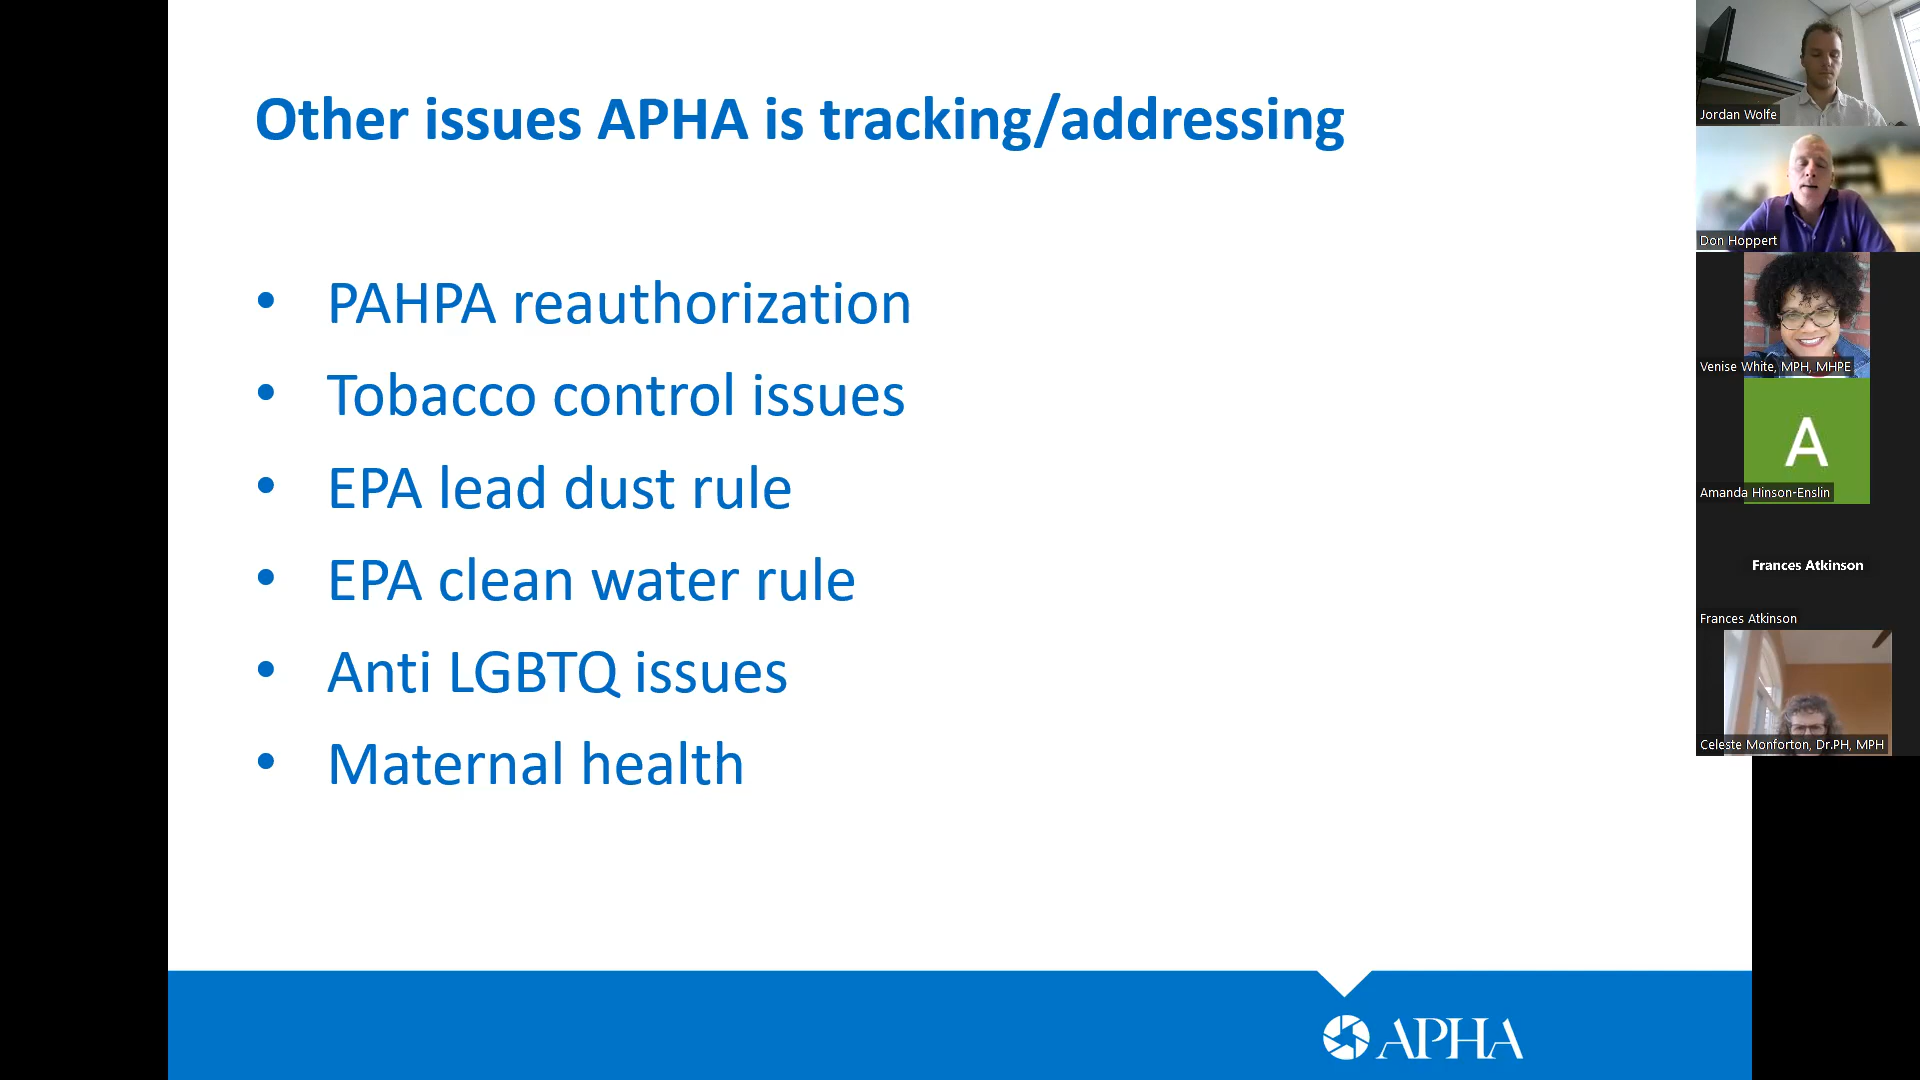 Other issues APHA is tracking/addressing
• PAHPA reauthorization
• Tobacco control issues
• EPA lead dust rule
• EPA clean water rule
• Anti LGBTQ issues
• Maternal health
APHA
Jordan Wolfe
Don Hoppert
Venise White, MPH, MHPE
A
Amanda Hinson-Enslin
Frances Atkinson
Frances Atkinson
Celeste Monforton, Dr.PH, MPH